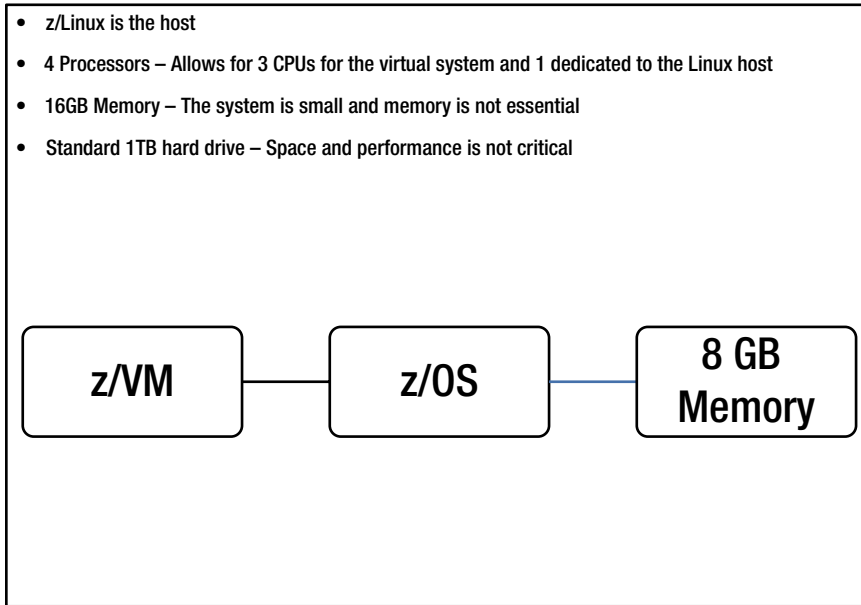 • z/Linux is the host
• 4 Processors – Allows for 3 CPUs for the virtual system and 1 dedicated to the Linux host
• 16GB Memory – The system is small and memory is not essential
• Standard 1TB hard drive – Space and performance is not critical
z/VM
z/OS
8 GB
Memory